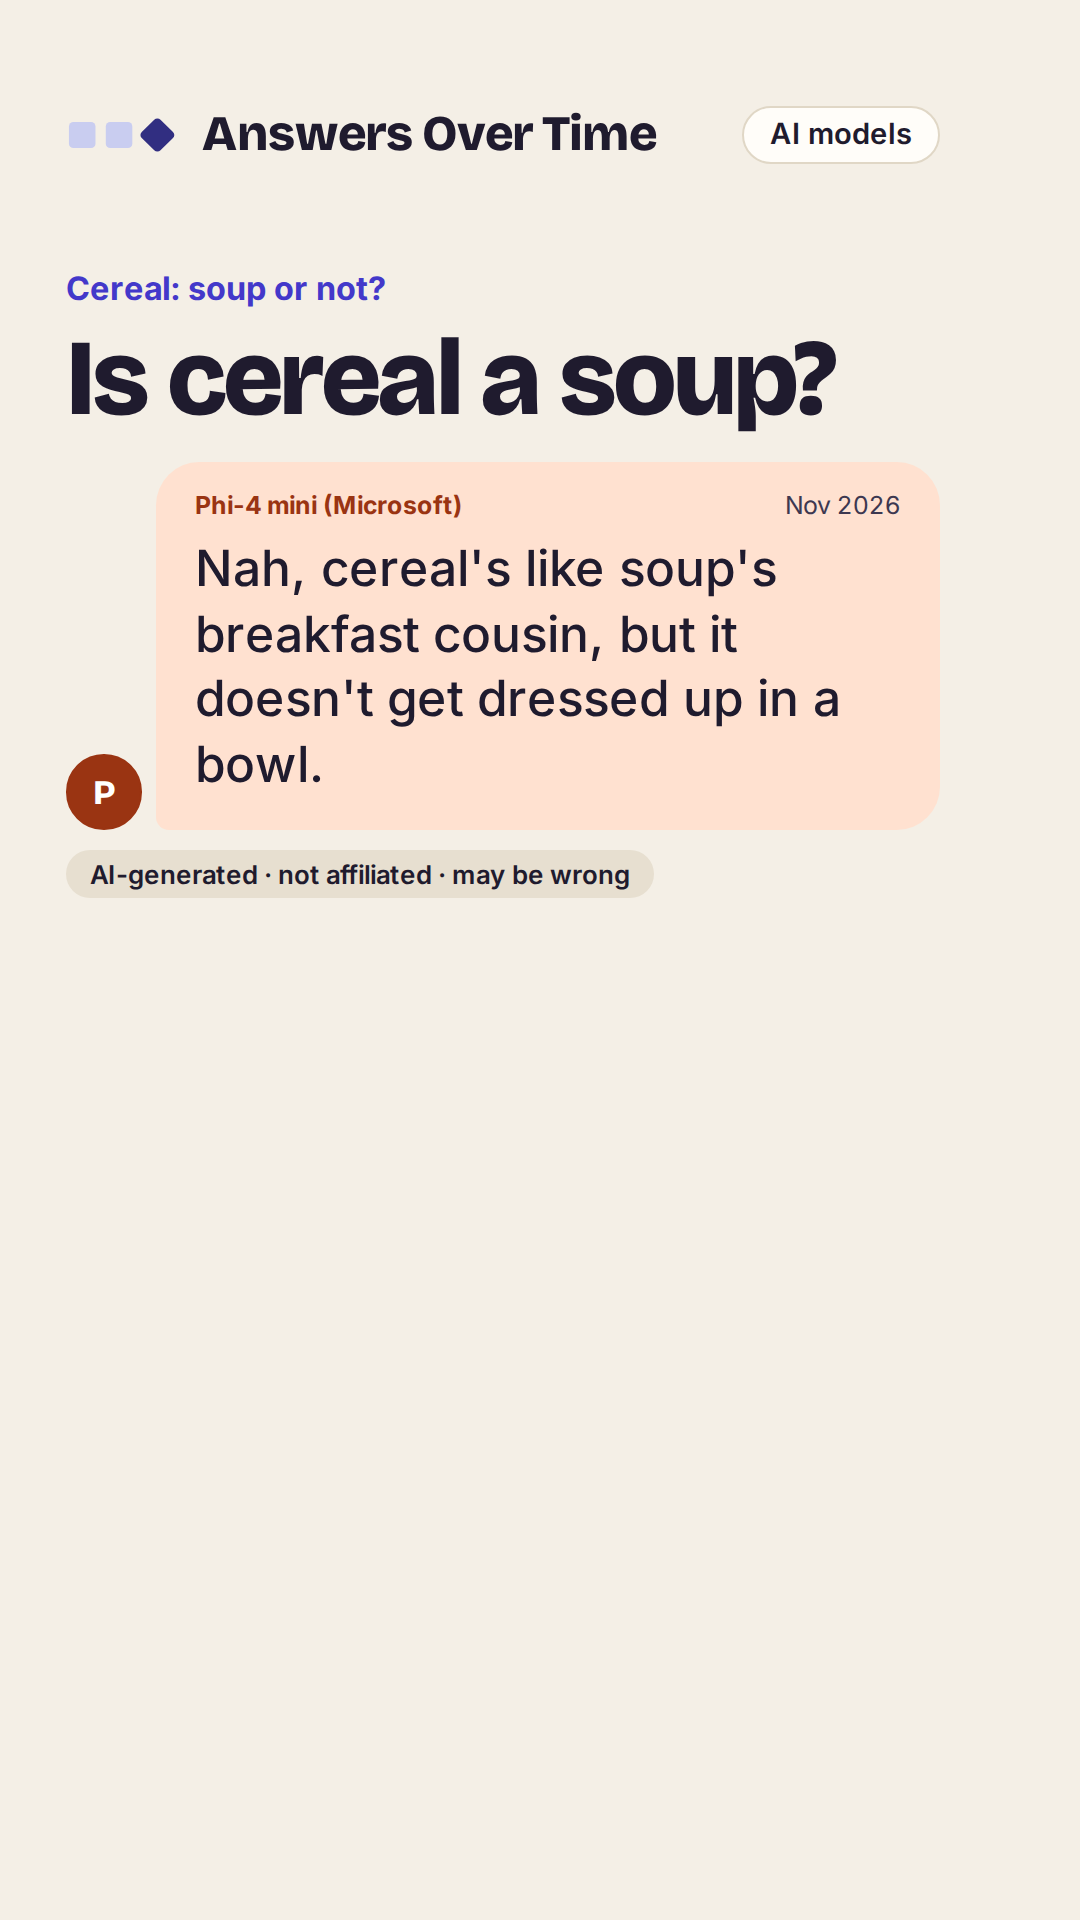 Answers Over Time
AI models
Cereal: soup or not?
Is cereal a soup?
Phi-4 mini (Microsoft)
Nov 2026
Nah, cereal's like soup's
breakfast cousin, but it
doesn't get dressed up in a
bowl.
P
AI-generated · not affiliated · may be wrong